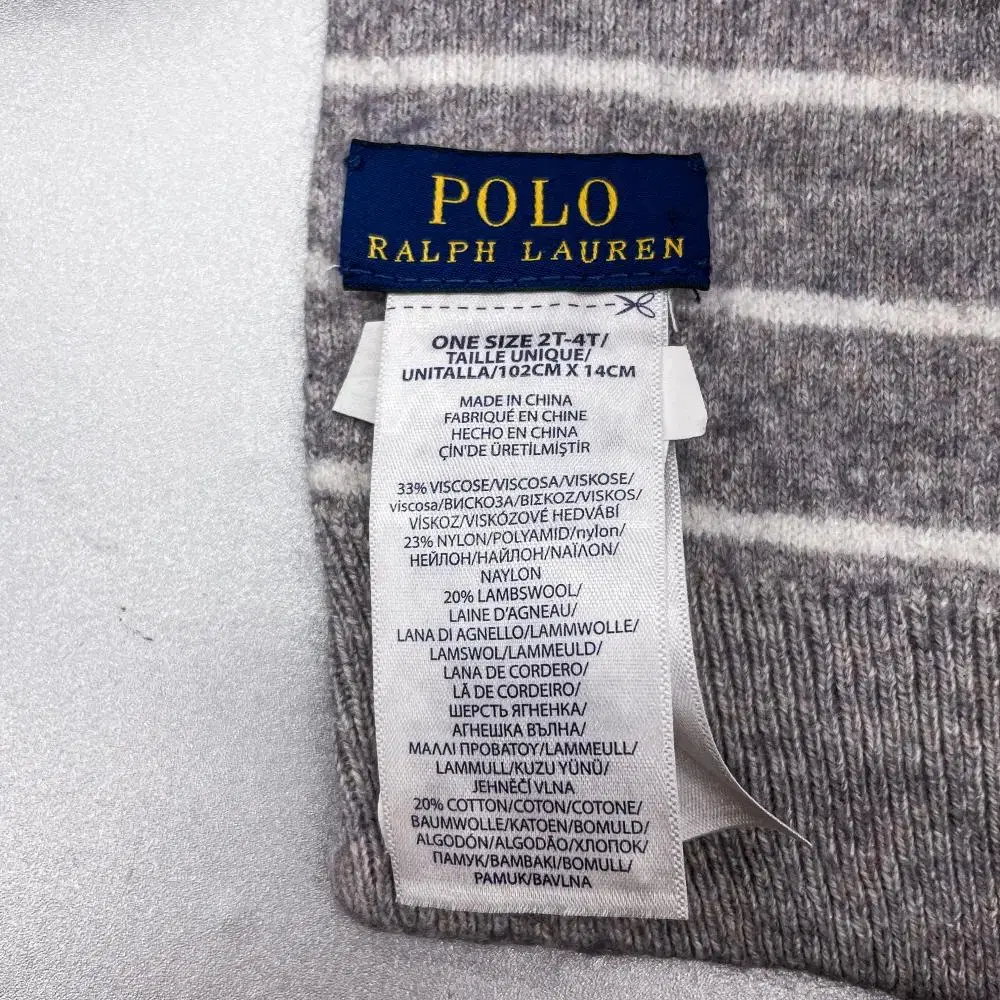 POLO
RALPH LAUREN
ONE SIZE 2T-4T/
TAILLE UNIQUE/
UNITALLA/102CM X 14CM
MADE IN CHINA
FABRIQUÉ EN CHINE
HECHO EN CHINA
ÇİN'DE ÜRETİLMİŞTİR
33% VISCOSE/VISCOSA/VISKOSE/
viscosa/ВИСКОЗА/ΒΙΣΚΟΖ/VISKOS/
VİSKOZ/VISKÓZOVÉ HEDVÁBÍ
23% NYLON/POLYAMID/nylon/
НЕЙЛОН/НАЙЛОН/ΝΑΪΛΟΝ/
NAYLON
20% LAMBSWOOL/
LAINE D'AGNEAU/
LANA DI AGNELLO/LAMMWOLLE/
LAMSWOL/LAMMEULD/
LANA DE CORDERO/
LÃ DE CORDEIRO/
ШЕРСТЬ ЯГНЕНКА/
АГНЕШКА ВЪЛНА/
ΜΑΛΛΙ ΠΡΟΒΑΤΟΥ/LAMMEULL/
LAMMULL/KUZU YÜNÜ/
JEHNĚČÍ VLNA
20% COTTON/COTON/COTONE/
BAUMWOLLE/KATOEN/BOMULD/
ALGODÓN/ALGODÃO/ХЛОПОК/
ПАМУК/ΒΑΜΒΑΚΙ/BOMULL/
PAMUK/BAVLNA